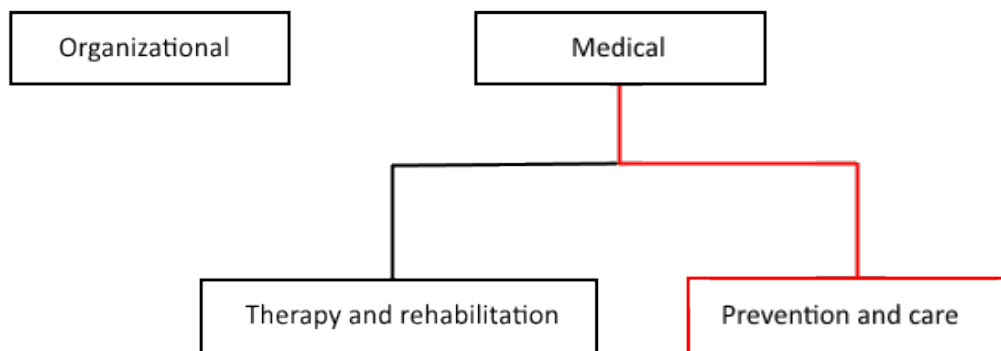 Organizational
Medical
Therapy and rehabilitation
Prevention and care